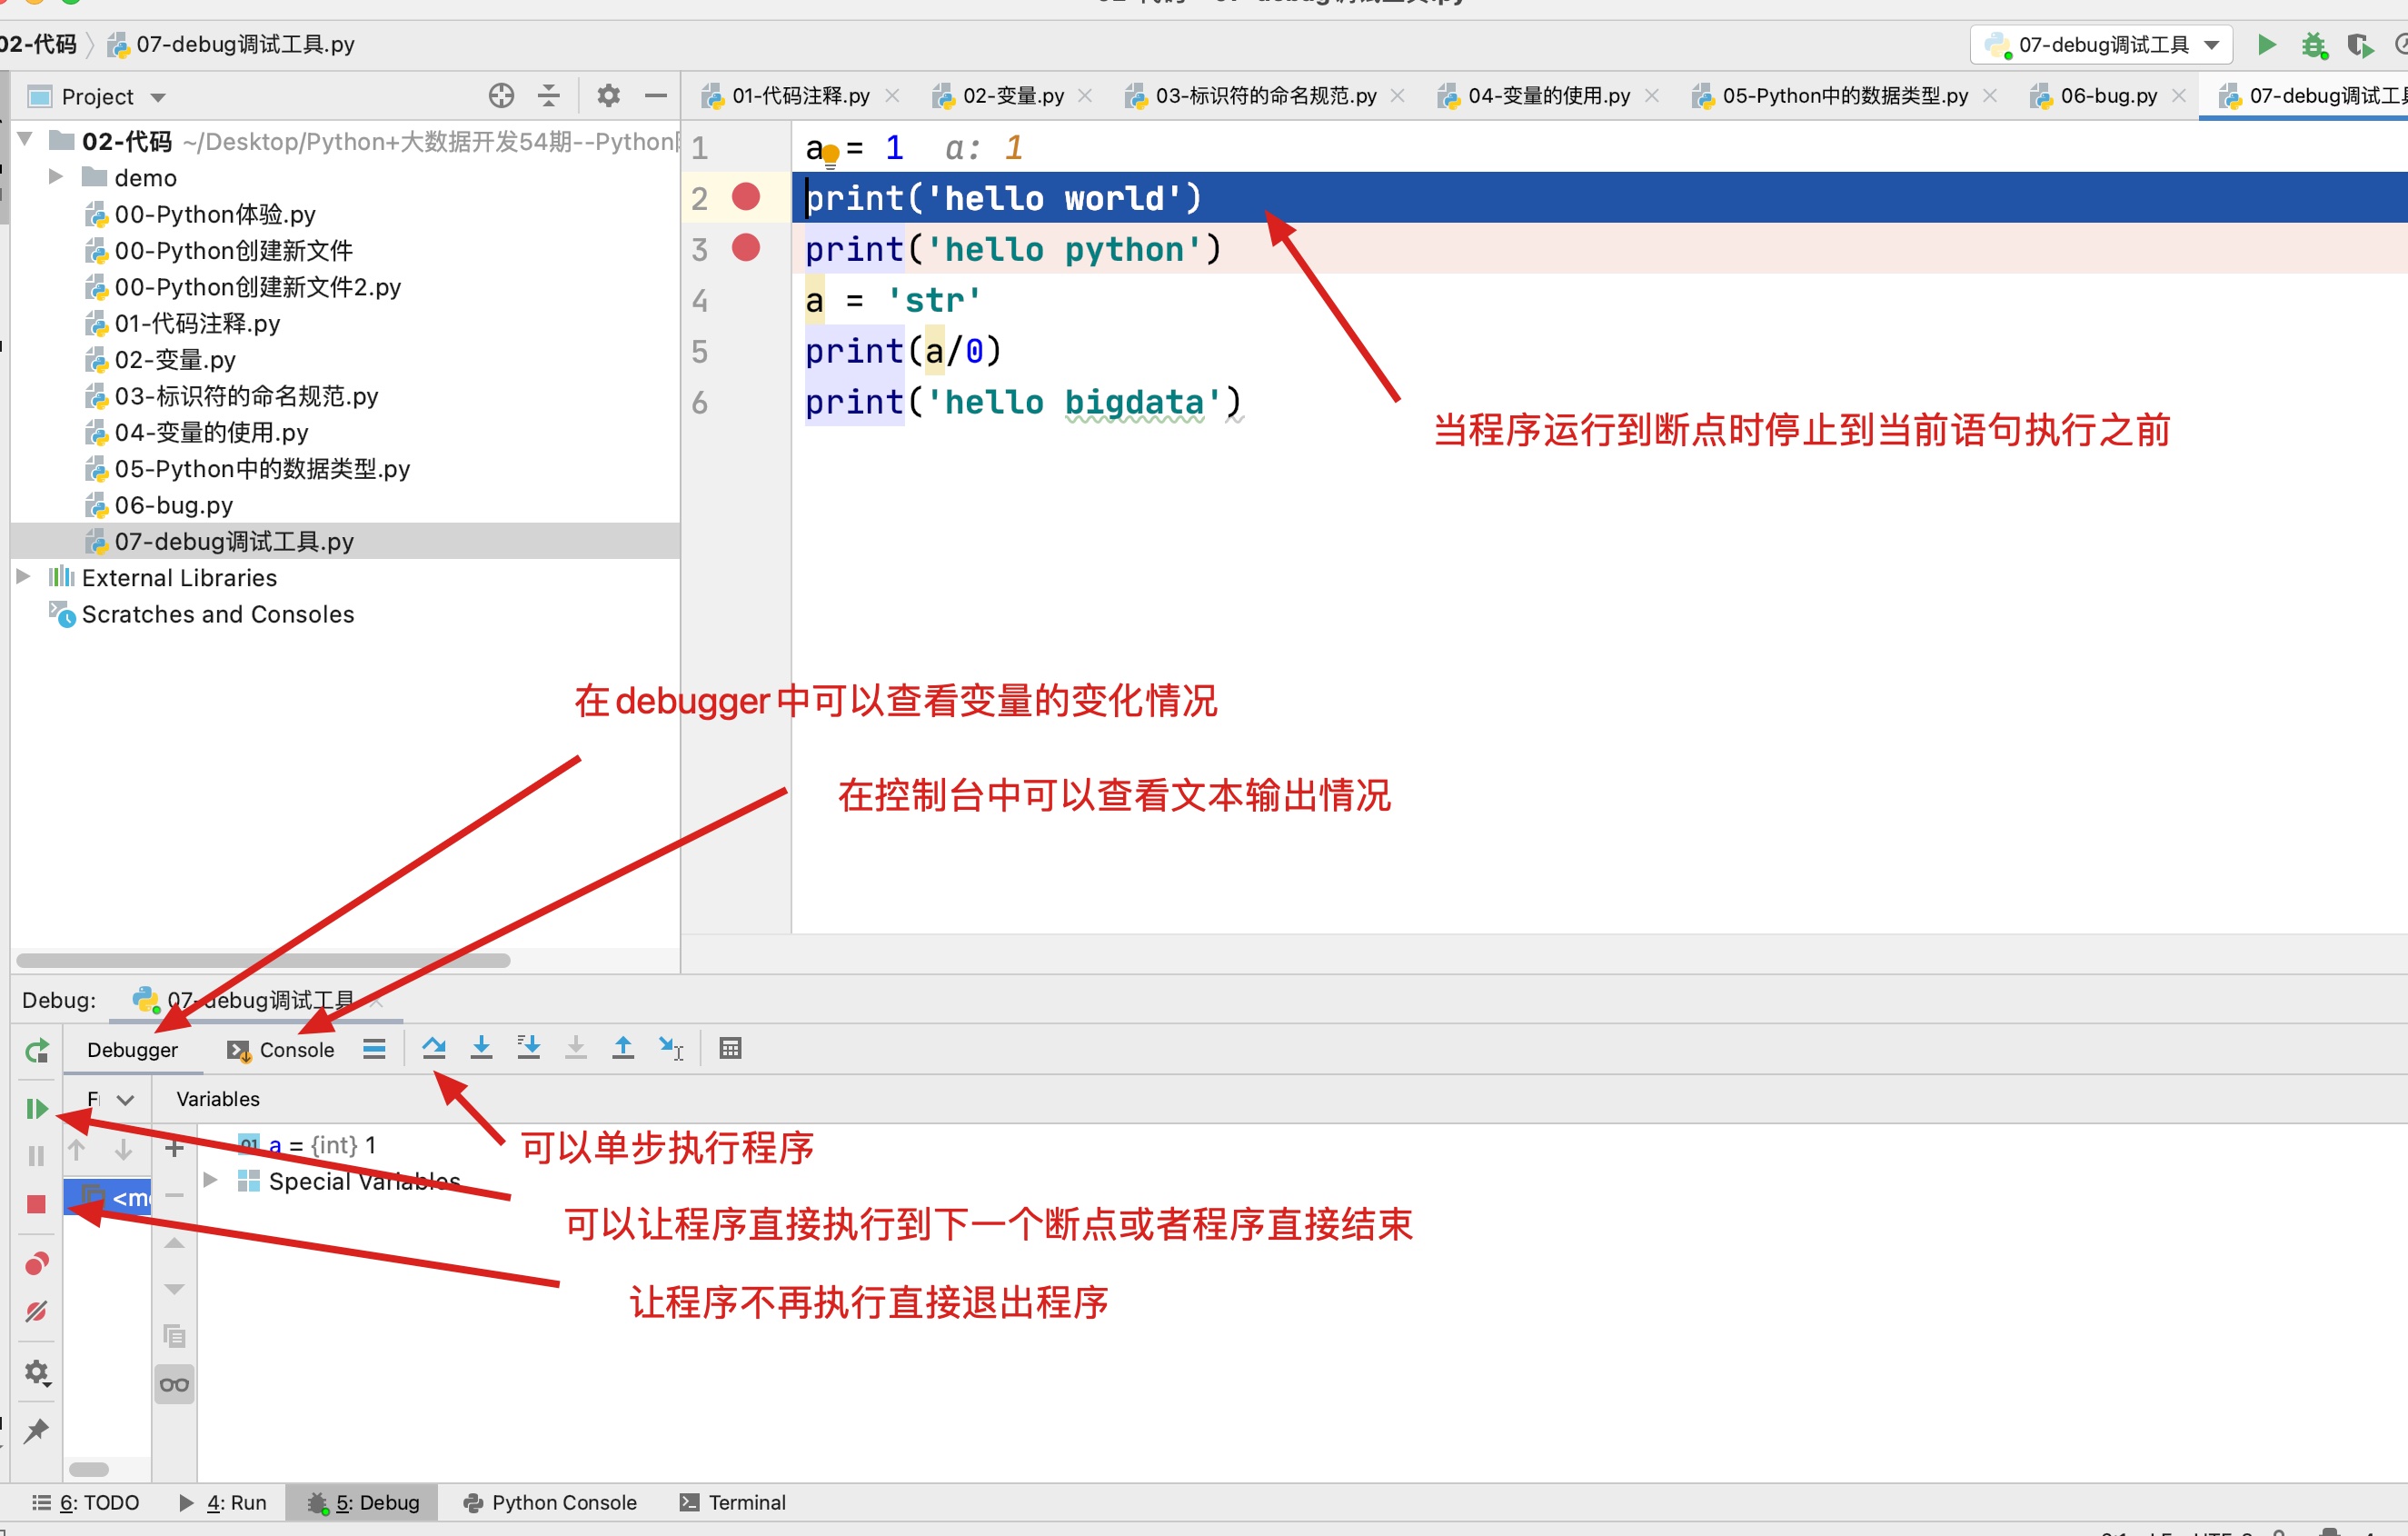 02-代码 07-debug调试工具.py
07-debug调试工具
Project
01-代码注释.py 02-变量.py 03-标识符的命名规范.py 04-变量的使用.py 05-Python中的数据类型.py 06-bug.py 07-debug调试工具
02-代码 ~/Desktop/Python+大数据开发54期--Python
demo
00-Python体验.py
00-Python创建新文件
00-Python创建新文件2.py
01-代码注释.py
02-变量.py
03-标识符的命名规范.py
04-变量的使用.py
05-Python中的数据类型.py
06-bug.py
07-debug调试工具.py
External Libraries
Scratches and Consoles
1 a = 1 a: 1
2 print('hello world')
3 print('hello python')
4 a = 'str'
5 print(a/0)
6 print('hello bigdata')
当程序运行到断点时停止到当前语句执行之前
在debugger中可以查看变量的变化情况
在控制台中可以查看文本输出情况
Debug: 07-debug调试工具
Debugger Console
Variables
a = {int} 1
Special Variables
可以单步执行程序
可以让程序直接执行到下一个断点或者程序直接结束
让程序不再执行直接退出程序
6: TODO 4: Run 5: Debug Python Console Terminal